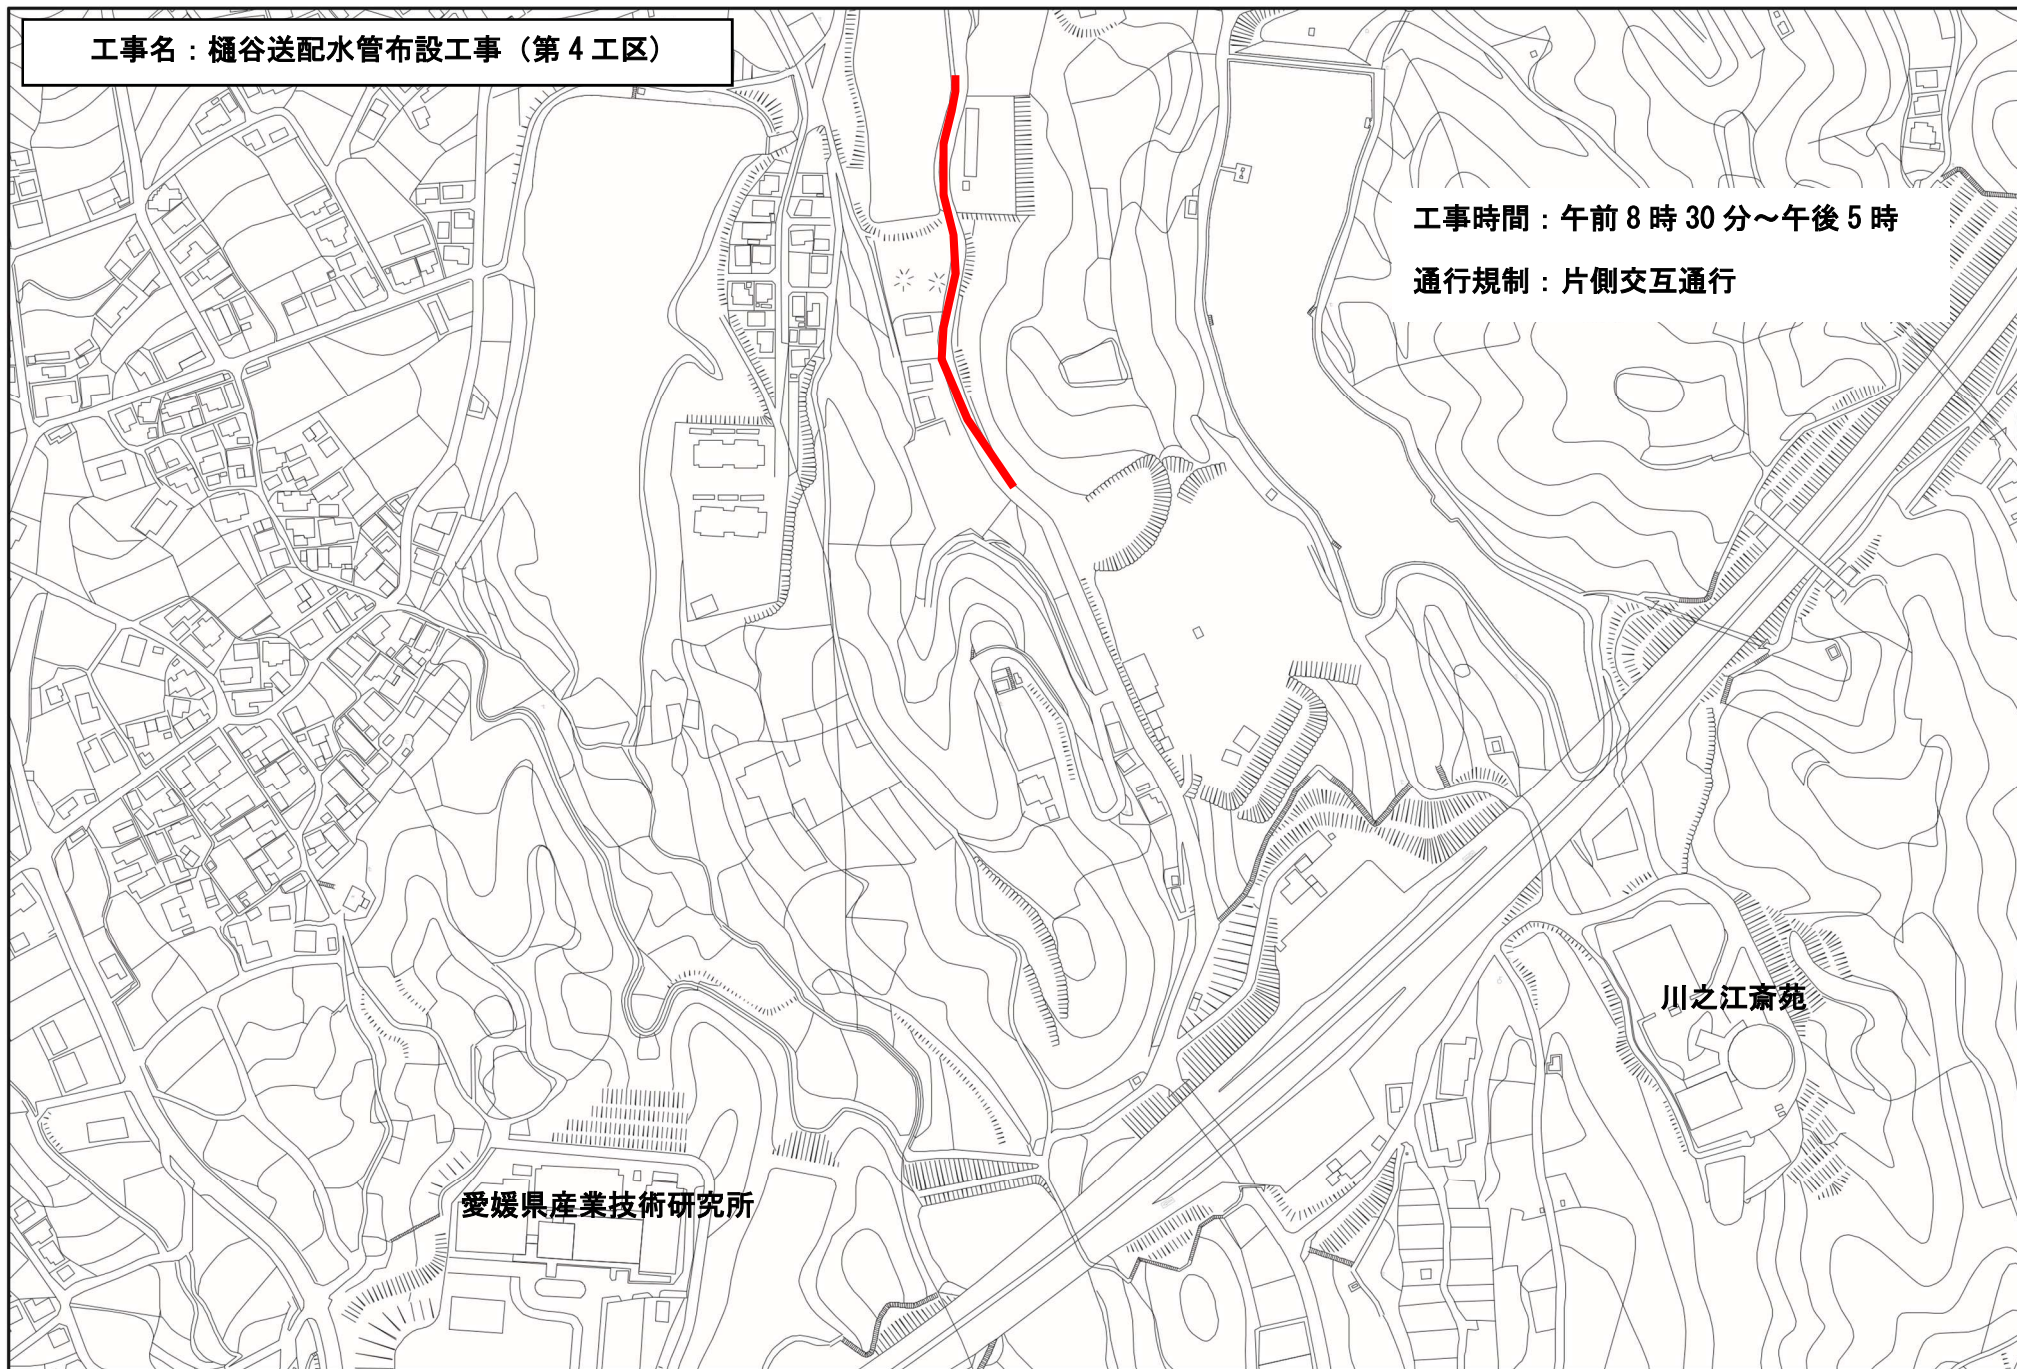 工事名：樋谷送配水管布設工事（第4工区）
工事時間：午前8時30分～午後5時
通行規制：片側交互通行
川之江斎苑
愛媛県産業技術研究所